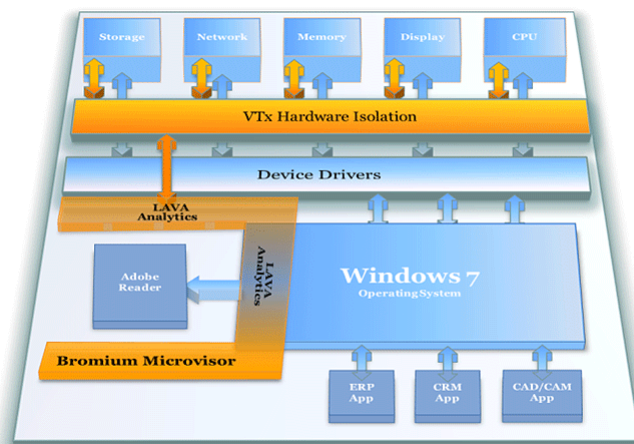 Storage
Network
Memory
Display
CPU
VTx Hardware Isolation
Device Drivers
LAVA
Analytics
LAVA
Analytics
Adobe
Reader
Windows 7
Operating System
Bromium Microvisor
ERP
App
CRM
App
CAD/CAM
App